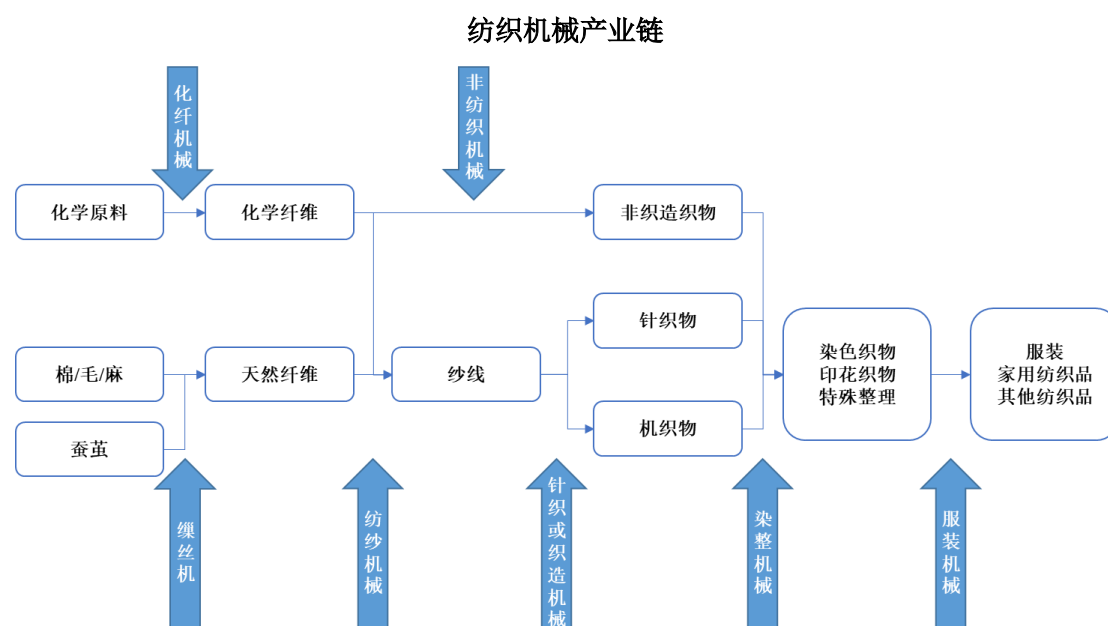 纺织机械产业链
化纤机械
非纺织机械
化学原料
化学纤维
非织造织物
针织物
棉/毛/麻
天然纤维
纱线
染色织物
印花织物
特殊整理
服装
家用纺织品
其他纺织品
蚕茧
机织物
缫丝机
纺纱机械
针织或织造机械
染整机械
服装机械